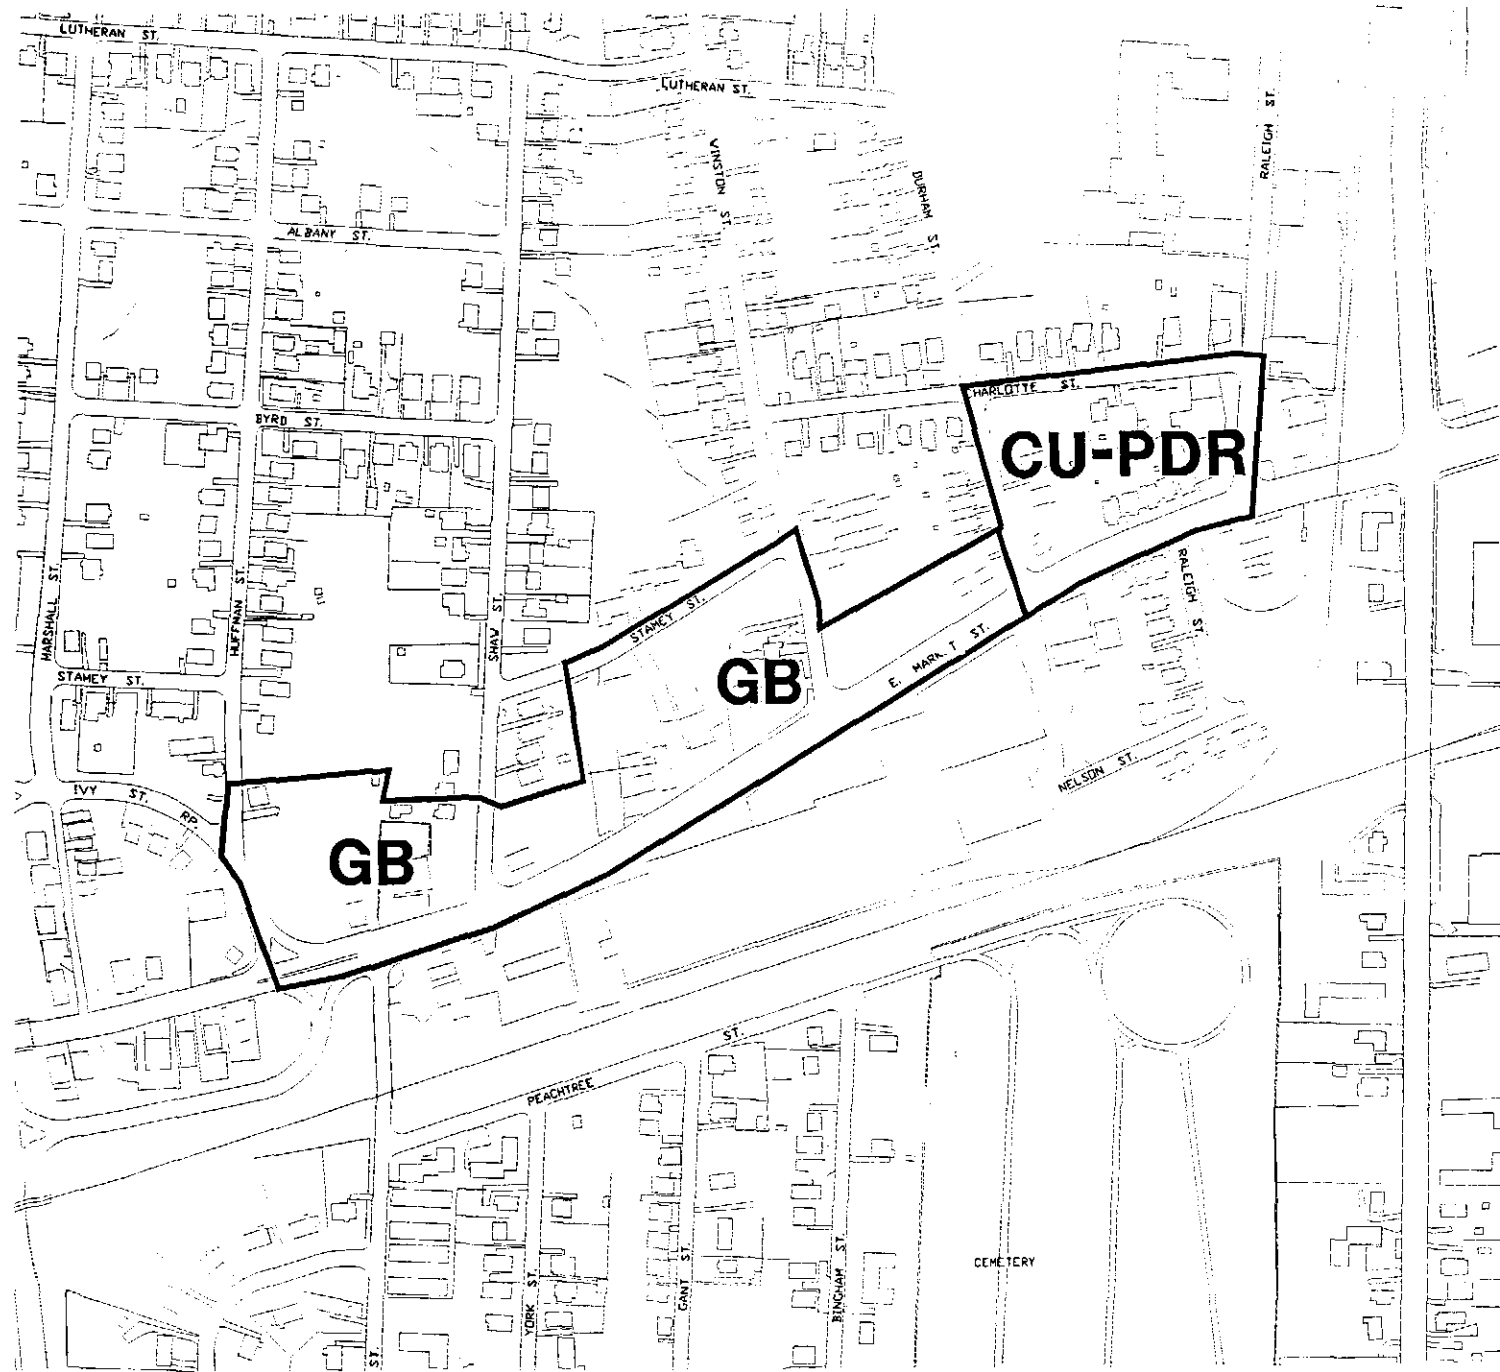 LUTHERAN ST.
LUTHERAN ST.
RALEIGH ST.
WINSTON ST
DURHAM ST.
ALBANY ST.
CHARLOTTE ST.
BYRD ST.
CU-PDR
MARSHALL ST.
HUFFMAN ST.
SHAW ST.
STAMEY ST.
RALEIGH ST.
E. MARK T ST.
STAMEY ST.
GB
NELSON ST.
IVY ST. RP.
GB
PEACHTREE ST.
YORK ST.
GANT ST.
BINGHAM ST.
CEMETERY
ST.